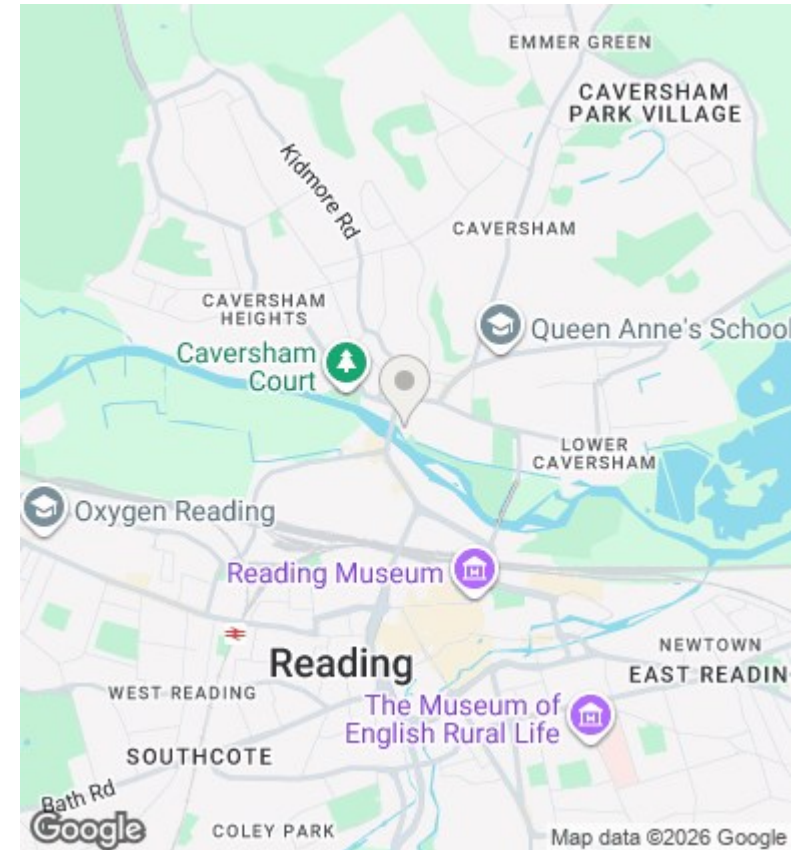 EMMER GREEN
CAVERSHAM
PARK VILLAGE
Kidmore Rd
CAVERSHAM
CAVERSHAM
HEIGHTS
Queen Anne's School
Caversham
Court
LOWER
CAVERSHAM
Oxygen Reading
Reading Museum
Reading
NEWTOWN
EAST READIN
WEST READING
The Museum of
English Rural Life
SOUTHCOTE
Bath Rd
Google
COLEY PARK
Map data ©2026 Google